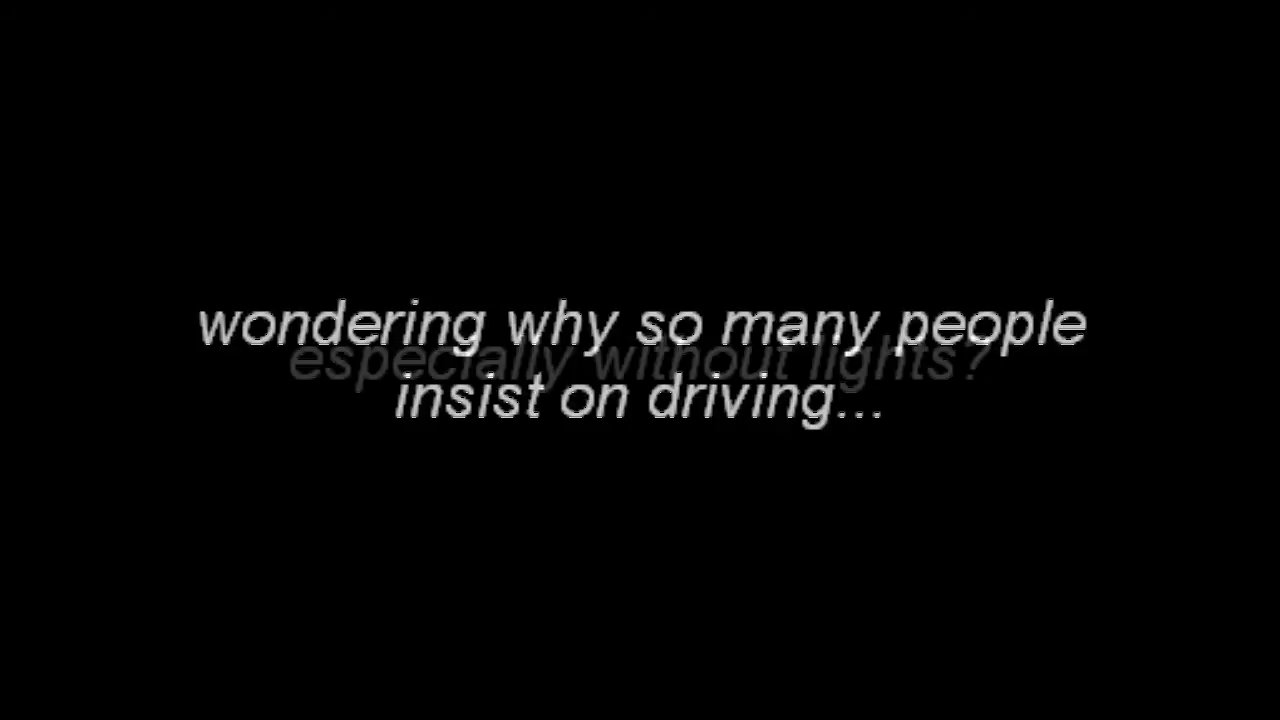 wondering why so many people
especially without lights?
insist on driving...